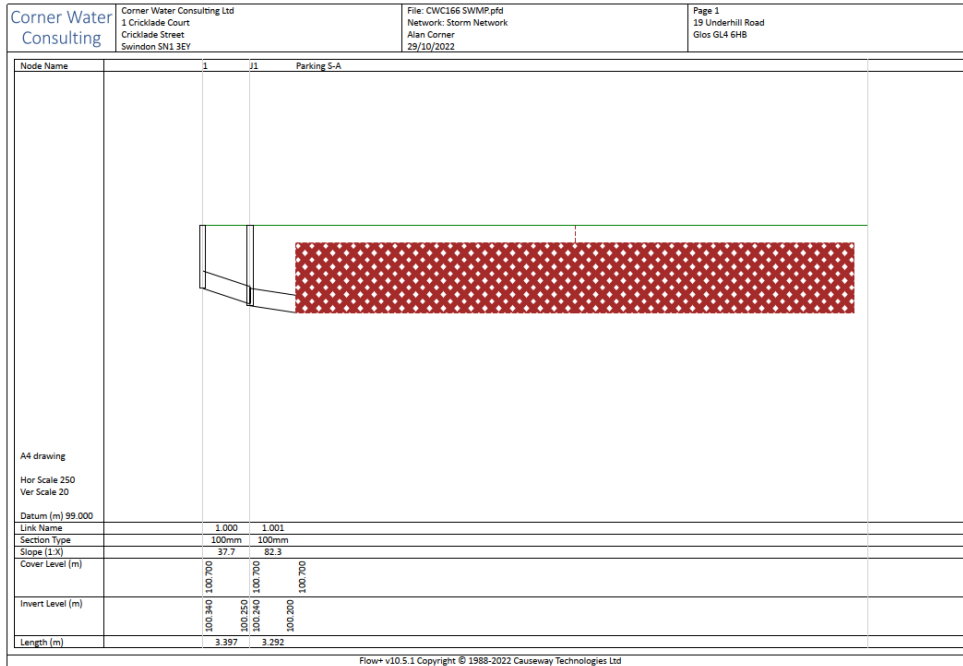 Corner Water
Consulting
Corner Water Consulting Ltd
1 Cricklade Court
Cricklade Street
Swindon SN1 3EY
File: CWC166 SWMP.pfd
Network: Storm Network
Alan Corner
29/10/2022
Page 1
19 Underhill Road
Glos GL4 6HB
Node Name 1 J1 Parking S-A
A4 drawing
Hor Scale 250
Ver Scale 20
Datum (m) 99.000
Link Name 1.000 1.001
Section Type 100mm 100mm
Slope (1:X) 37.7 82.3
Cover Level (m) 100.700 100.700 100.700
Invert Level (m) 100.340 100.250 100.240 100.200
Length (m) 3.397 3.292
Flow+ v10.5.1 Copyright © 1988-2022 Causeway Technologies Ltd